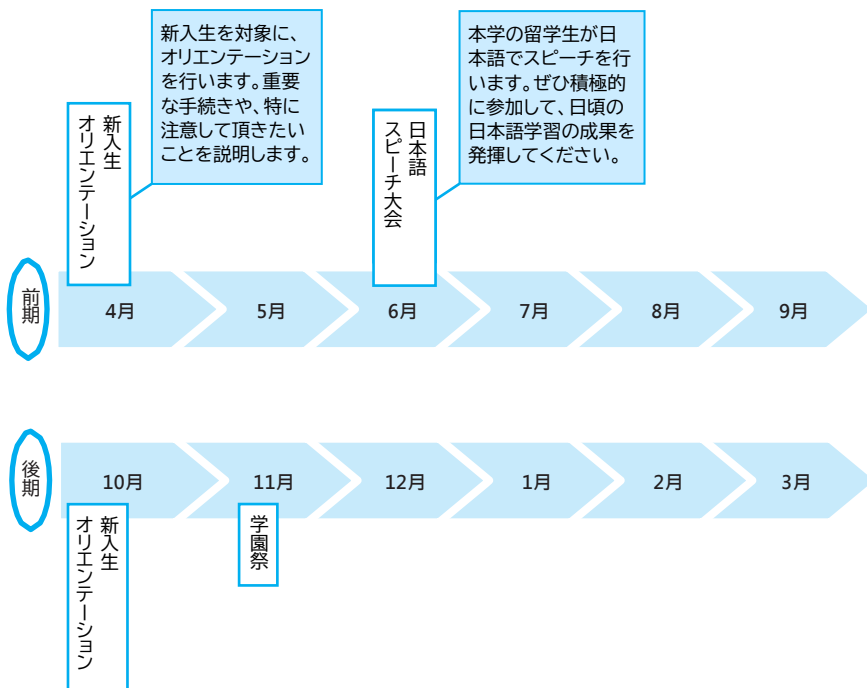 新入生を対象に、
オリエンテーション
を行います。重要
な手続きや、特に
注意して頂きたい
ことを説明します。
本学の留学生が日
本語でスピーチを行
います。ぜひ積極的
に参加して、日頃の
日本語学習の成果を
発揮してください。
新入生
オリエンテーション
日本語
スピーチ大会
前期
4月
5月
6月
7月
8月
9月
後期
10月
11月
12月
1月
2月
3月
新入生
オリエンテーション
学園祭